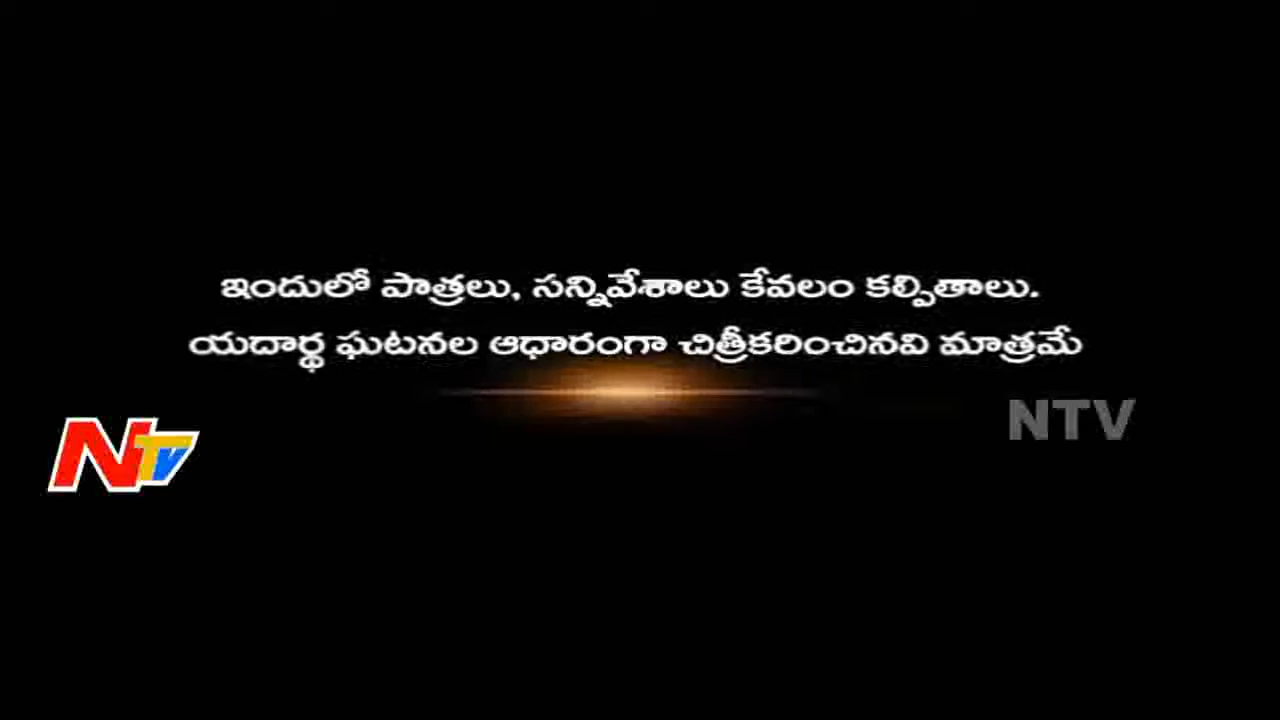 ఇందులో పాత్రలు, సన్నివేశాలు కేవలం కల్పితాలు.
యదార్థ ఘటనల ఆధారంగా చిత్రీకరించినవి మాత్రమే
NTV
NTV